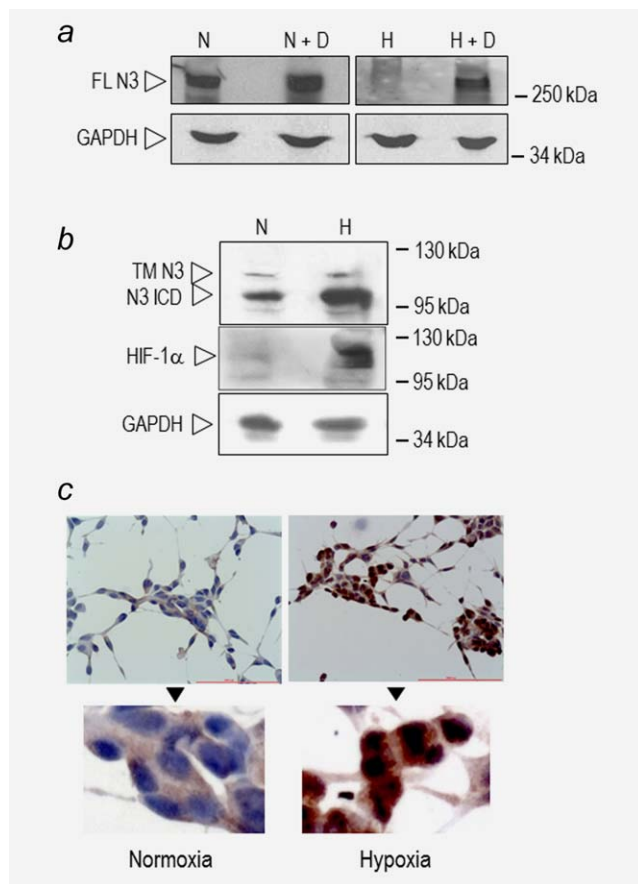 a
N N + D H H + D
FL N3
250 kDa
GAPDH
34 kDa
b
N H
130 kDa
TM N3
N3 ICD
95 kDa
130 kDa
HIF-1α
95 kDa
GAPDH
34 kDa
c
Normoxia Hypoxia